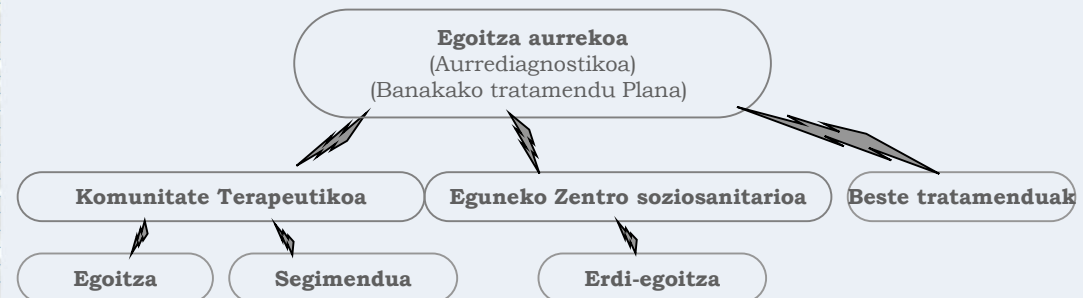 Egoitza aurrekoa
(Aurrediagnostikoa)
(Banakako tratamendu Plana)
Komunitate Terapeutikoa
Eguneko Zentro soziosanitarioa
Beste tratamenduak
Egoitza
Segimendua
Erdi-egoitza